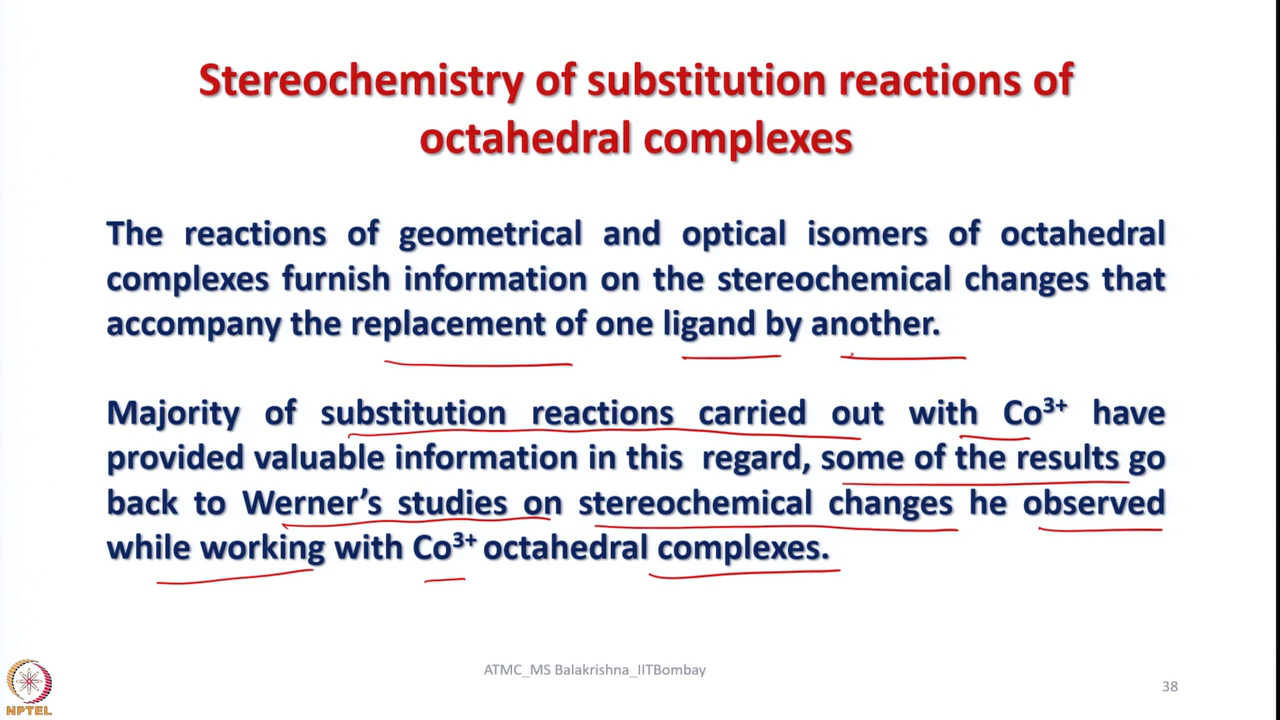 Stereochemistry of substitution reactions of
octahedral complexes
The reactions of geometrical and optical isomers of octahedral
complexes furnish information on the stereochemical changes that
accompany the replacement of one ligand by another.
Majority of substitution reactions carried out with Co³⁺ have
provided valuable information in this regard, some of the results go
back to Werner’s studies on stereochemical changes he observed
while working with Co³⁺ octahedral complexes.
ATMC_MS Balakrishna_IITBombay
38
NPTEL